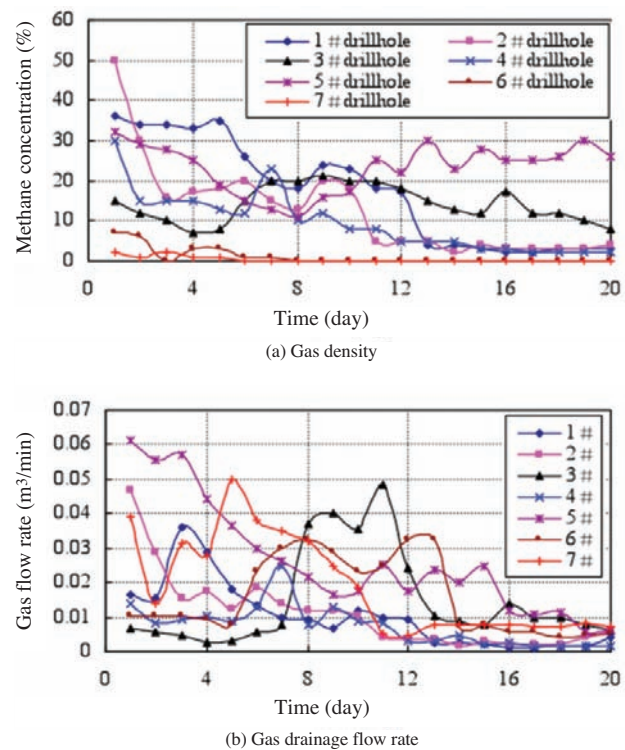 60
50
40
30
20
10
0
Methane concentration (%)
1 # drillhole
2 # drillhole
3 # drillhole
4 # drillhole
5 # drillhole
6 # drillhole
7 # drillhole
0 4 8 12 16 20
Time (day)
(a) Gas density
0.07
0.06
0.05
0.04
0.03
0.02
0.01
0
Gas flow rate (m³/min)
1 #
2 #
3 #
4 #
5 #
6 #
7 #
0 4 8 12 16 20
Time (day)
(b) Gas drainage flow rate